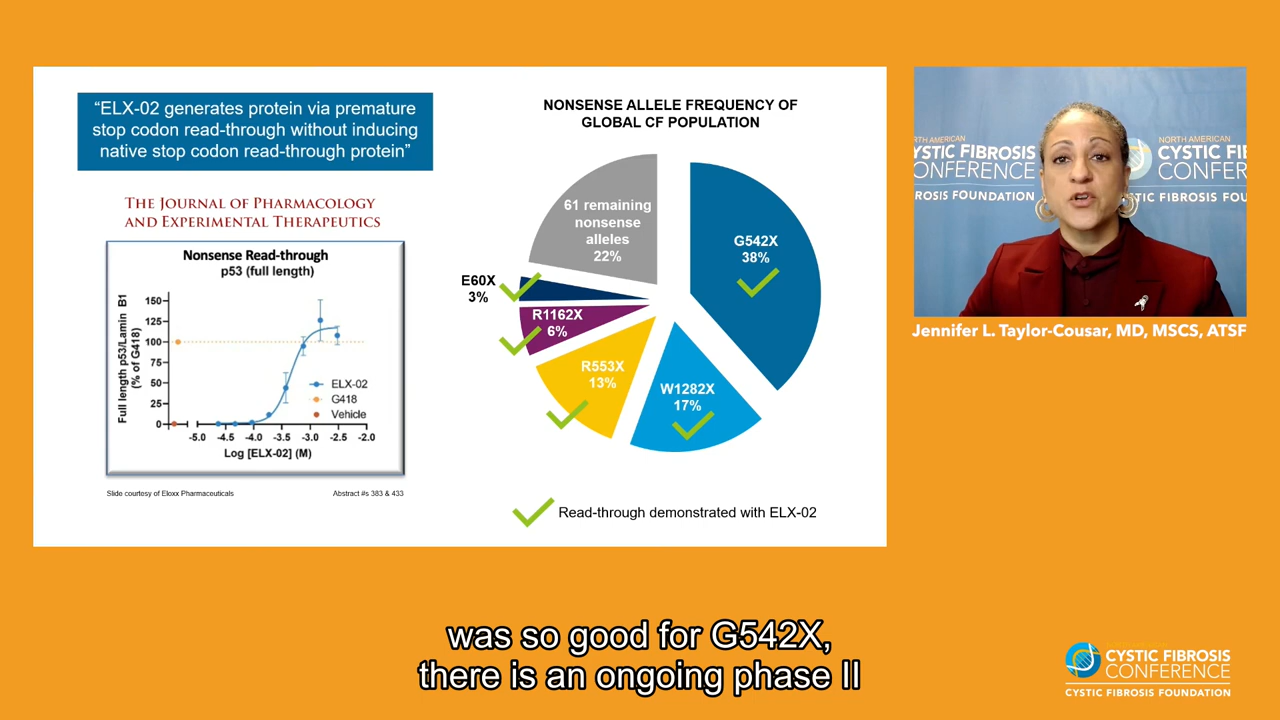 “ELX-02 generates protein via premature
stop codon read-through without inducing
native stop codon read-through protein”
THE JOURNAL OF PHARMACOLOGY
AND EXPERIMENTAL THERAPEUTICS
Nonsense Read-through
p53 (full length)
Full length p53/Lamin B1
(% of G418)
150
125
100
75
50
25
0
ELX-02
G418
Vehicle
-5.0 -4.5 -4.0 -3.5 -3.0 -2.5 -2.0
Log [ELX-02] (M)
Slide courtesy of Eloxx Pharmaceuticals
Abstract #s 383 & 433
NONSENSE ALLELE FREQUENCY OF
GLOBAL CF POPULATION
61 remaining
nonsense
alleles
22%
G542X
38%
E60X
3%
R1162X
6%
R553X
13%
W1282X
17%
Read-through demonstrated with ELX-02
NORTH AMERICAN
YSTIC FIBROSIS
CONFERENCE
FIBROSIS FOUNDATION
NORTH AMERICAN
CYSTIC FI
CONFERE
CYSTIC FIBROSIS F
Jennifer L. Taylor-Cousar, MD, MSCS, ATSF
was so good for G542X,
there is an ongoing phase II
CYSTIC FIBROSIS
CONFERENCE
CYSTIC FIBROSIS FOUNDATION